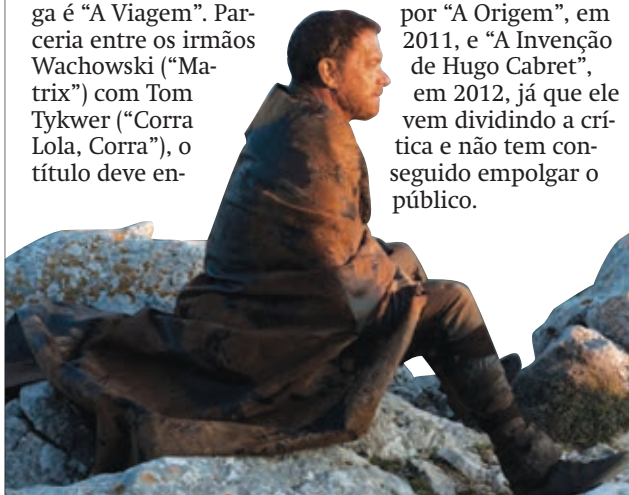 ga é “A Viagem”. Par-
ceria entre os irmãos
Wachowski (“Ma-
trix”) com Tom
Tykwer (“Corra
Lola, Corra”), o
título deve en-
por “A Origem”, em
2011, e “A Invenção
de Hugo Cabret”,
em 2012, já que ele
vem dividindo a crí-
tica e não tem con-
seguido empolgar o
público.